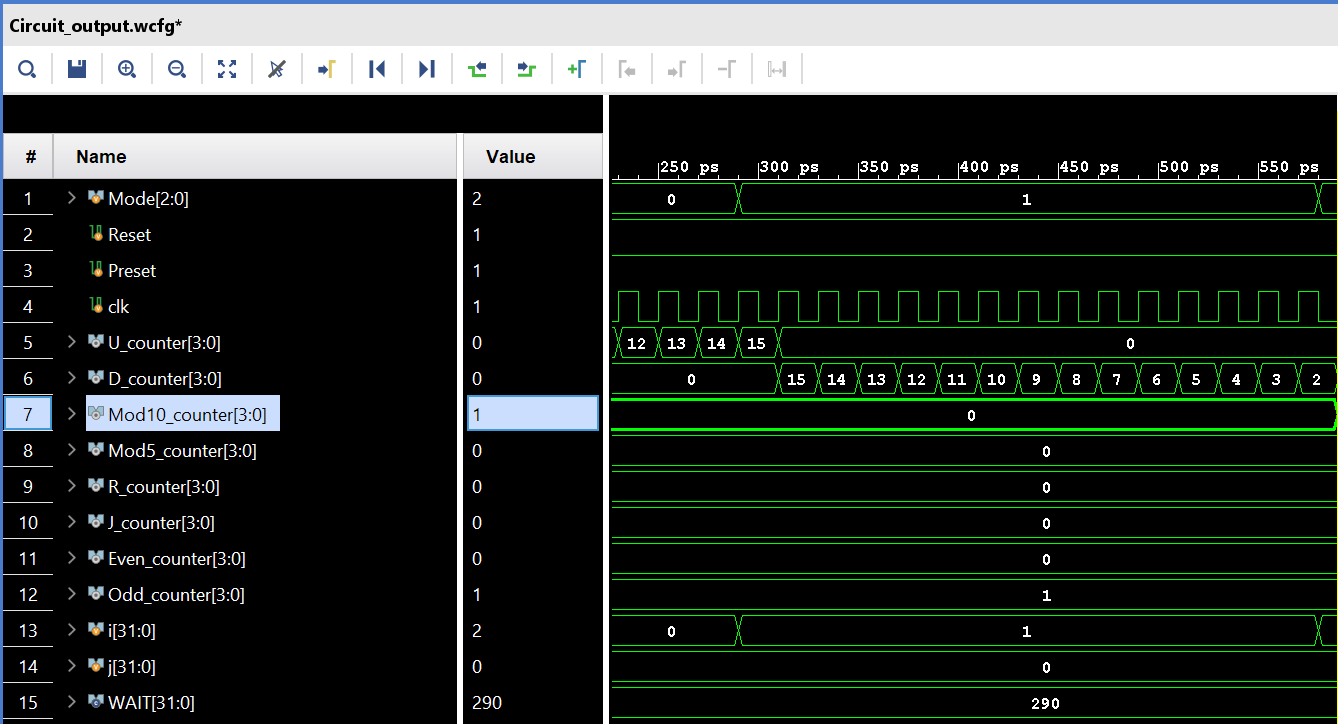 Circuit_output.wcfg*
# Name Value 250 ps 300 ps 350 ps 400 ps 450 ps 500 ps 550 ps
1 Mode[2:0] 2 0 1
2 Reset 1
3 Preset 1
4 clk 1
5 U_counter[3:0] 0 12 13 14 15 0
6 D_counter[3:0] 0 0 15 14 13 12 11 10 9 8 7 6 5 4 3 2
7 Mod10_counter[3:0] 1 0
8 Mod5_counter[3:0] 0 0
9 R_counter[3:0] 0 0
10 J_counter[3:0] 0 0
11 Even_counter[3:0] 0 0
12 Odd_counter[3:0] 1 1
13 i[31:0] 2 0 1
14 j[31:0] 0 0
15 WAIT[31:0] 290 290